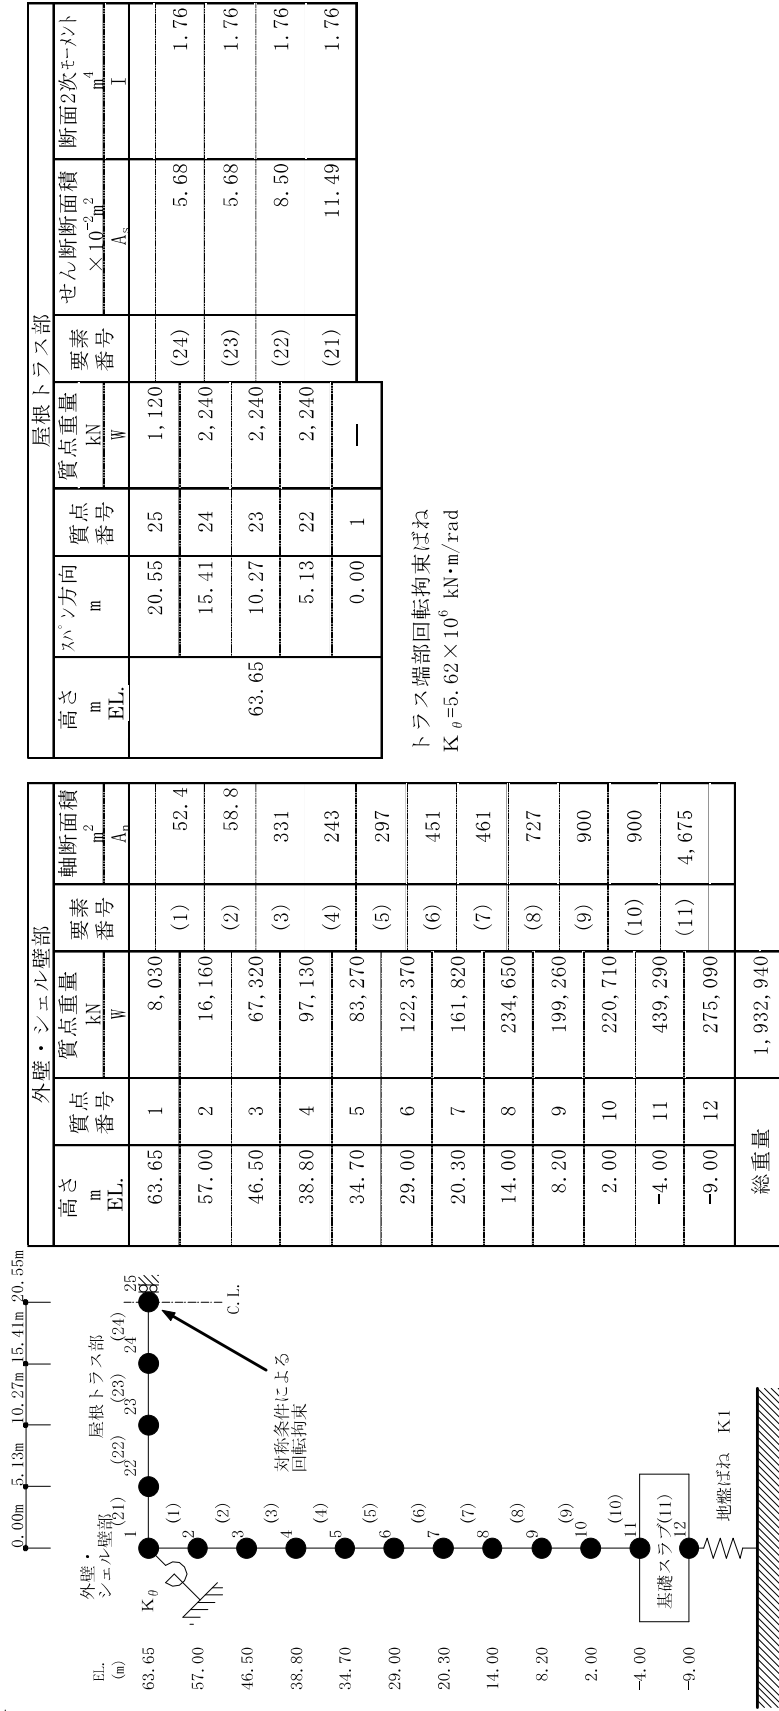 0.00m 5.13m 10.27m 15.41m 20.55m
外壁・
シェル壁部
屋根トラス部
EL.
(m)
1 (21) 22 (22) 23 (23) 24 (24) 25
Kθ
C.L.
対称条件による
回転拘束
63.65 (1)
57.00 2 (2)
46.50 3 (3)
38.80 4 (4)
34.70 5 (5)
29.00 6 (6)
20.30 7 (7)
14.00 8 (8)
8.20 9 (9)
2.00 10 (10)
-4.00 11
基礎スラブ(11)
-9.00 12
地盤ばね K1
外壁・シェル壁部
高さ 質点 質点重量 要素 軸断面積
m 番号 kN 番号 m2
EL. W An
63.65 1 8,030
(1) 52.4
57.00 2 16,160
(2) 58.8
46.50 3 67,320
(3) 331
38.80 4 97,130
(4) 243
34.70 5 83,270
(5) 297
29.00 6 122,370
(6) 451
20.30 7 161,820
(7) 461
14.00 8 234,650
(8) 727
8.20 9 199,260
(9) 900
2.00 10 220,710
(10) 900
-4.00 11 439,290
(11) 4,675
-9.00 12 275,090
総重量 1,932,940
屋根トラス部
高さ スパン方向 質点 質点重量 要素 せん断断面積 断面2次モーメント
m m 番号 kN 番号 ×10-2m2 m4
EL. W As I
63.65
20.55 25 1,120
(24) 5.68 1.76
15.41 24 2,240
(23) 5.68 1.76
10.27 23 2,240
(22) 8.50 1.76
5.13 22 2,240
(21) 11.49 1.76
0.00 1 —
トラス端部回転拘束ばね
Kθ=5.62×106 kN・m/rad